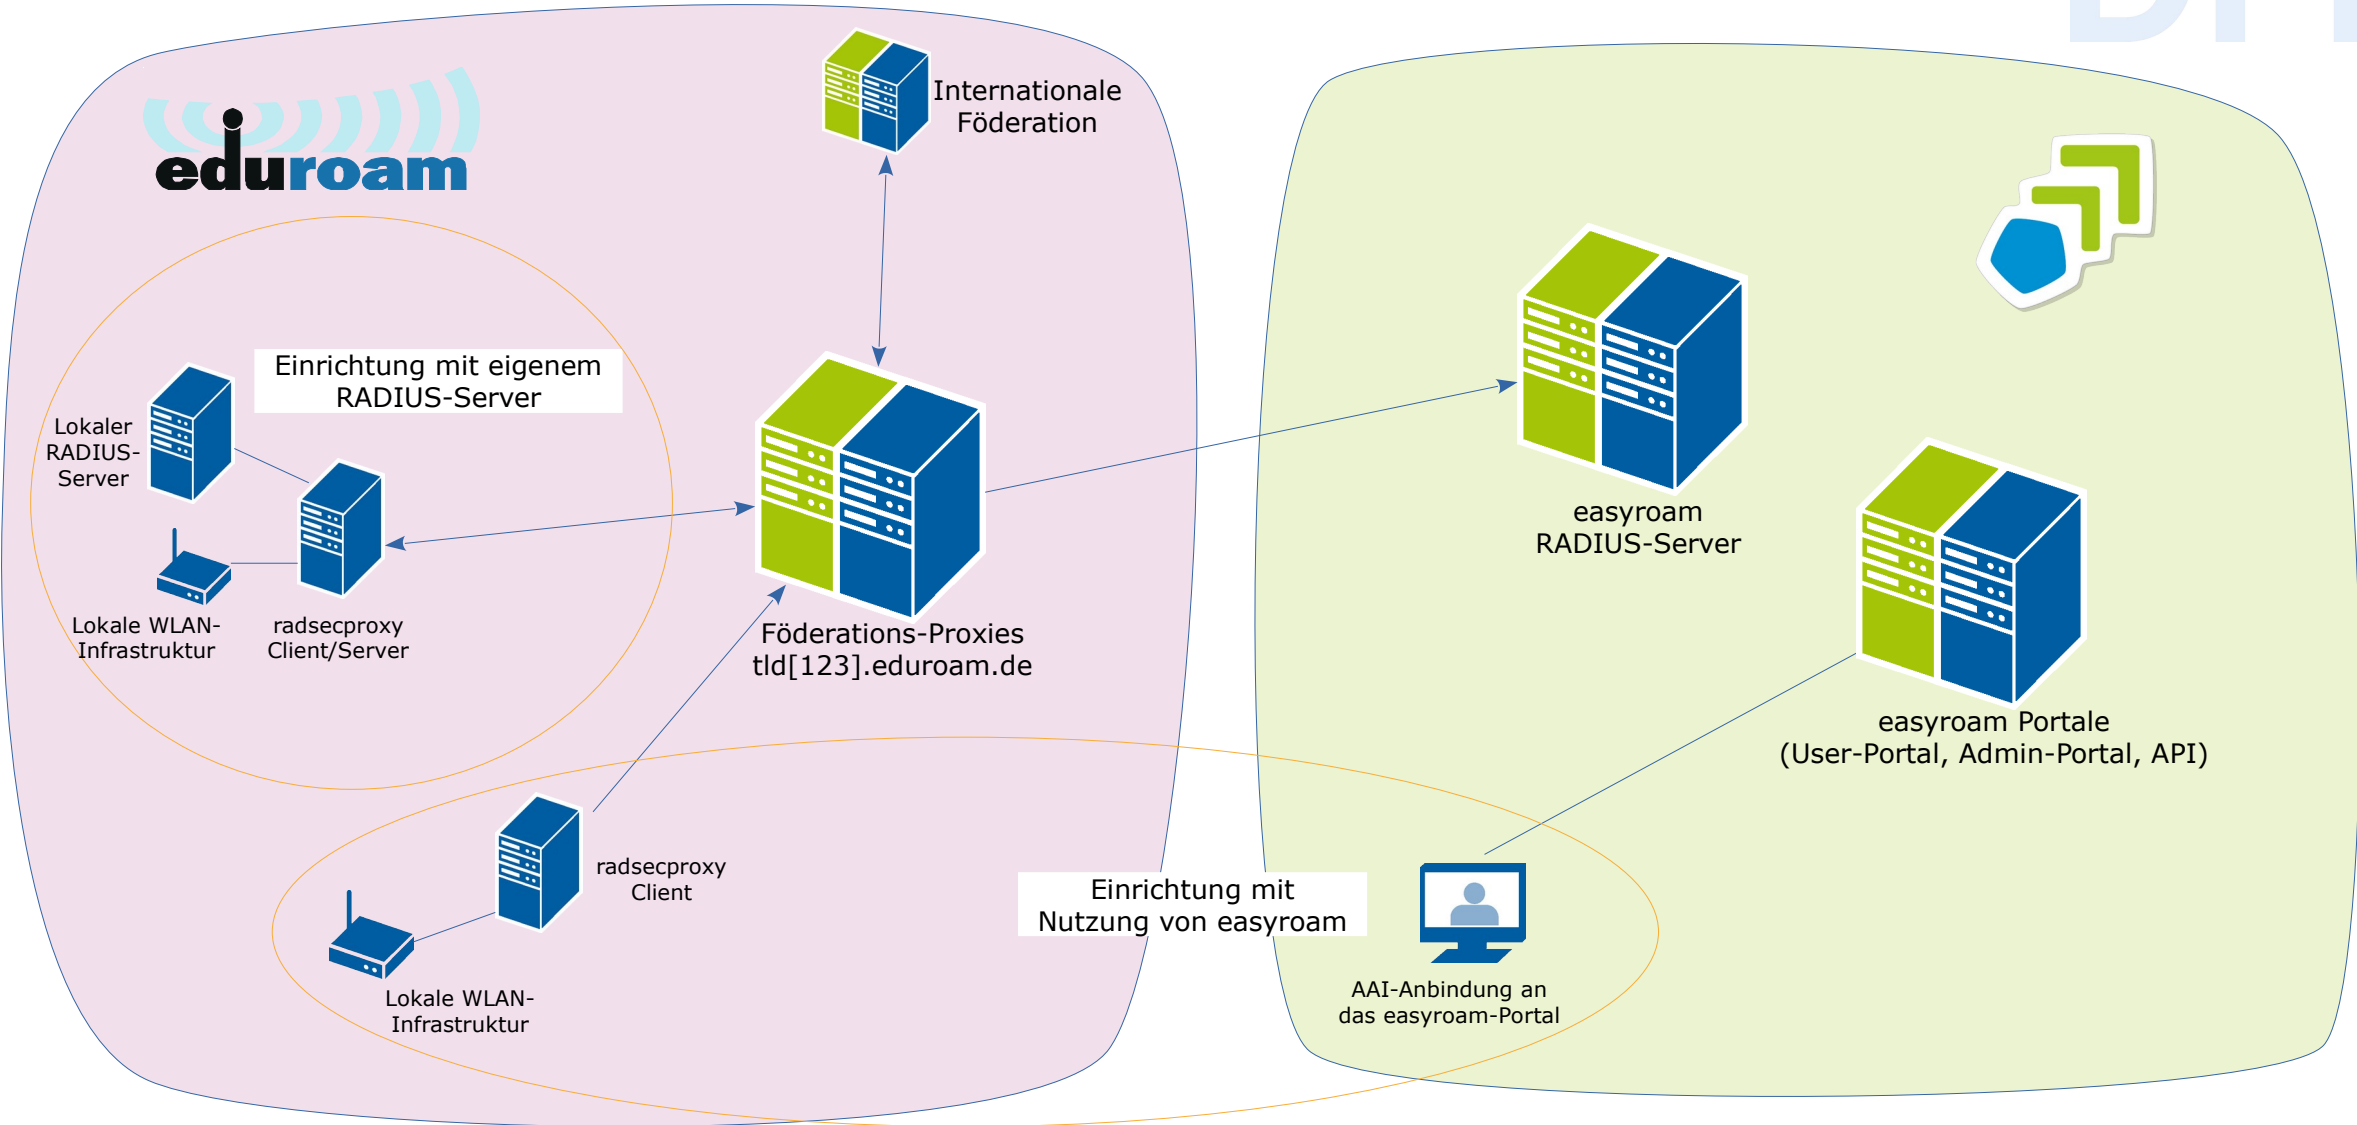 Internationale
Föderation
eduroam
Einrichtung mit eigenem
RADIUS-Server
Lokaler
RADIUS-
Server
Lokale WLAN-
Infrastruktur
radsecproxy
Client/Server
Föderations-Proxies
tld[123].eduroam.de
easyroam
RADIUS-Server
easyroam Portale
(User-Portal, Admin-Portal, API)
radsecproxy
Client
Lokale WLAN-
Infrastruktur
Einrichtung mit
Nutzung von easyroam
AAI-Anbindung an
das easyroam-Portal